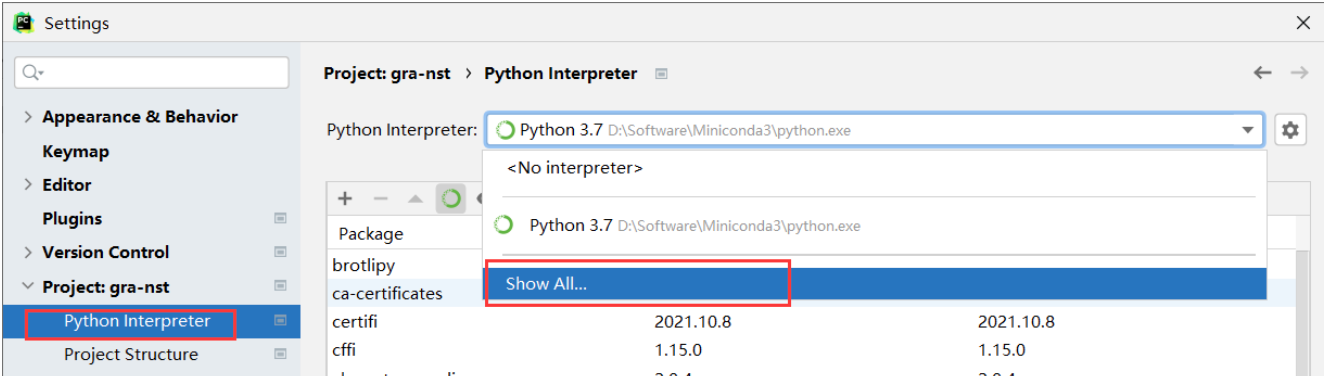 PC Settings
Project: gra-nst > Python Interpreter
Appearance & Behavior
Keymap
Editor
Plugins
Version Control
Project: gra-nst
Python Interpreter
Project Structure
Python Interpreter: Python 3.7 D:\Software\Miniconda3\python.exe
<No interpreter>
Python 3.7 D:\Software\Miniconda3\python.exe
Show All...
Package
brotlipy
ca-certificates
certifi 2021.10.8 2021.10.8
cffi 1.15.0 1.15.0